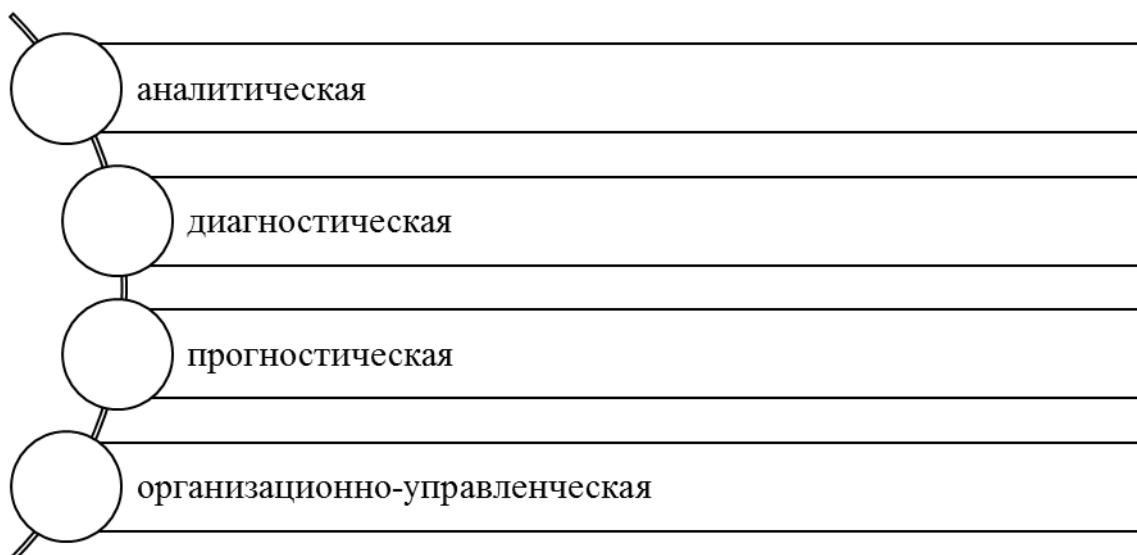 аналитическая
диагностическая
прогностическая
организационно-управленческая